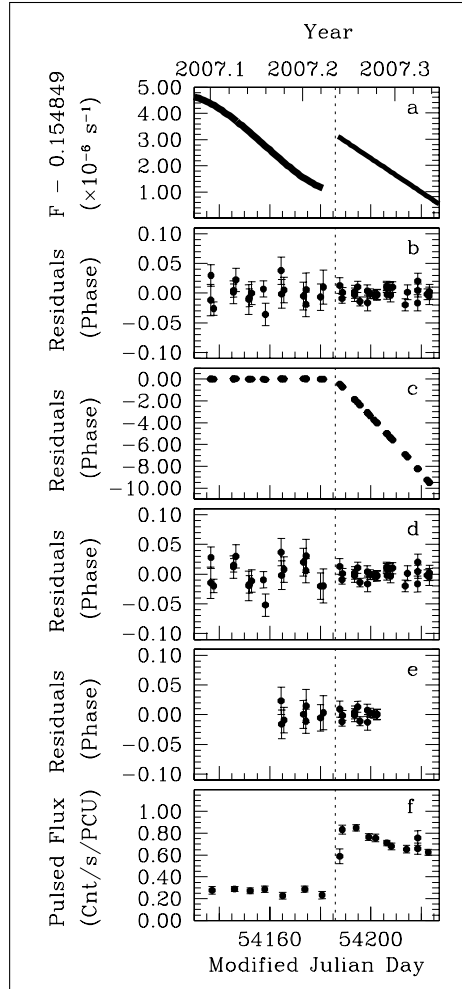 Year
2007.1 2007.2 2007.3
F − 0.154849
(×10⁻⁶ s⁻¹)
5.00
4.00
3.00
2.00
1.00
a
Residuals
(Phase)
0.10
0.05
0.00
−0.05
−0.10
b
Residuals
(Phase)
0.00
−2.00
−4.00
−6.00
−8.00
−10.00
c
Residuals
(Phase)
0.10
0.05
0.00
−0.05
−0.10
d
Residuals
(Phase)
0.10
0.05
0.00
−0.05
−0.10
e
Pulsed Flux
(Cnt/s/PCU)
1.00
0.80
0.60
0.40
0.20
0.00
f
54160 54200
Modified Julian Day